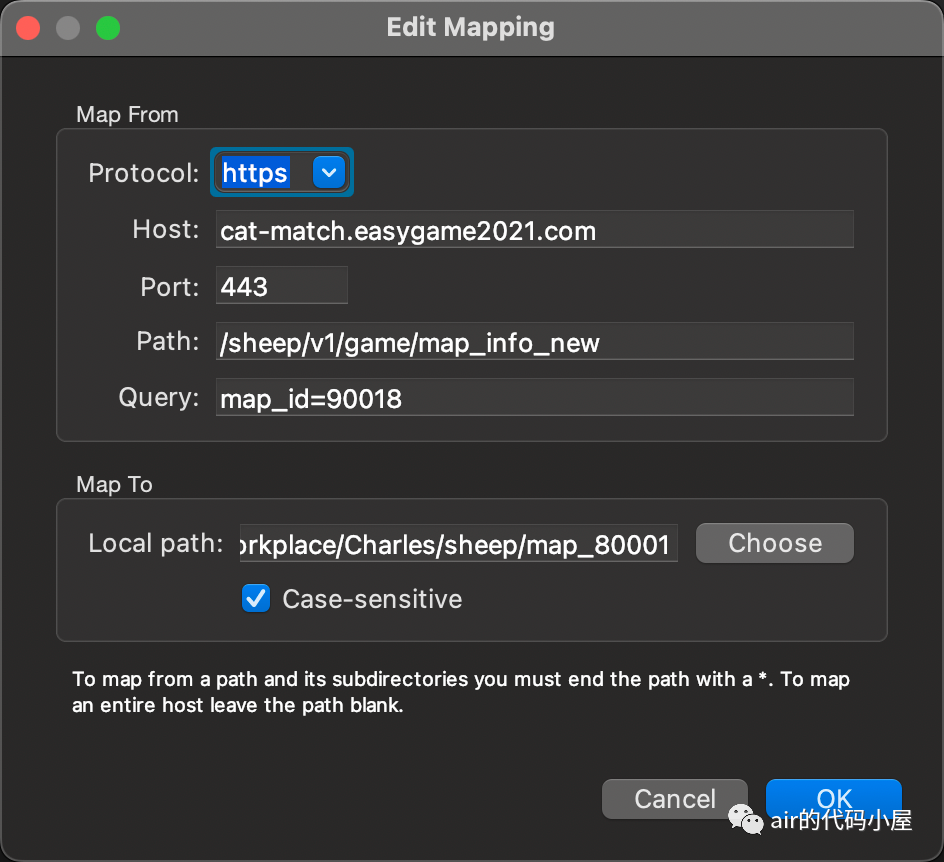 Edit Mapping
Map From
Protocol: https
Host: cat-match.easygame2021.com
Port: 443
Path: /sheep/v1/game/map_info_new
Query: map_id=90018
Map To
Local path: orkplace/Charles/sheep/map_80001 Choose
Case-sensitive
To map from a path and its subdirectories you must end the path with a *. To map
an entire host leave the path blank.
Cancel OK
air的代码小屋